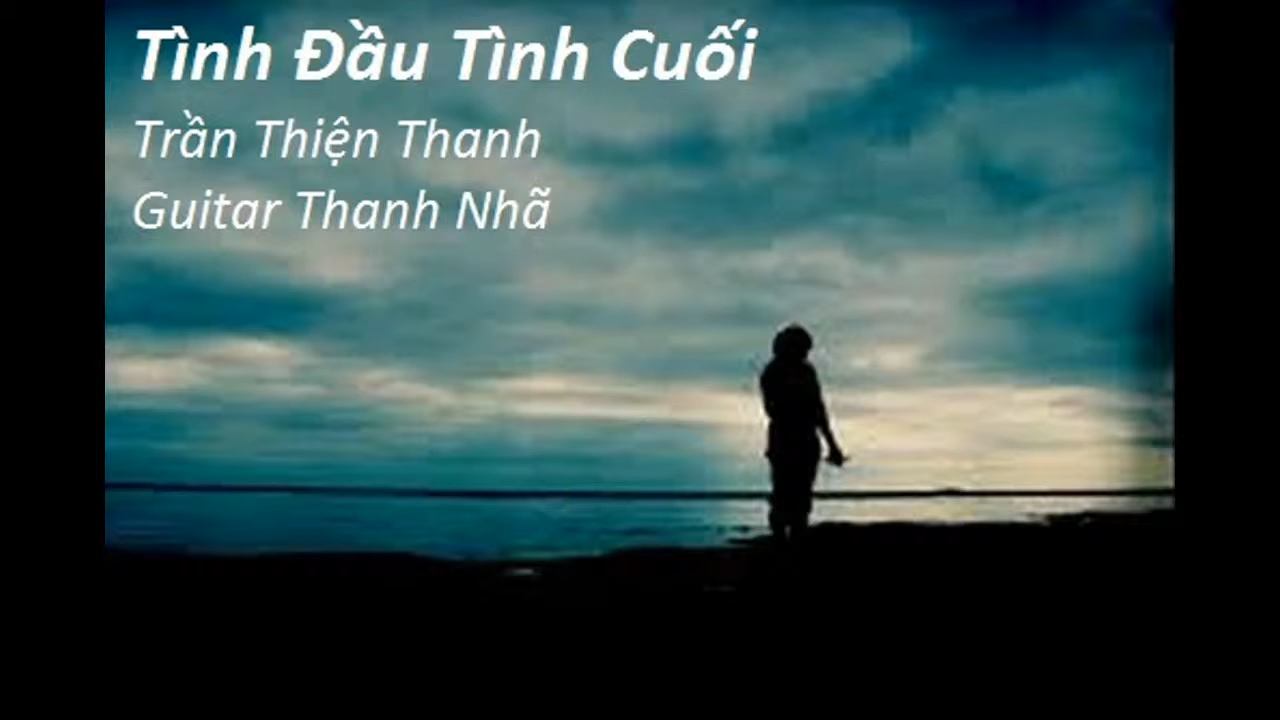 Tình Đầu Tình Cuối
Trần Thiện Thanh
Guitar Thanh Nhã